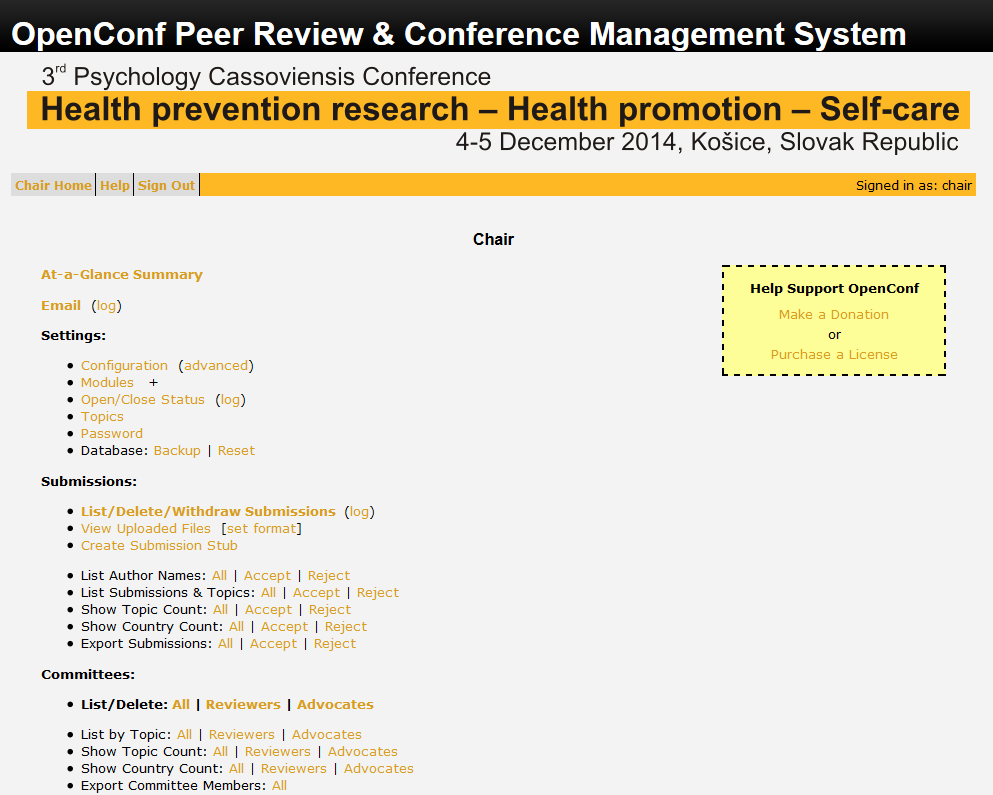 OpenConf Peer Review & Conference Management System
3rd Psychology Cassoviensis Conference
Health prevention research – Health promotion – Self-care
4-5 December 2014, Košice, Slovak Republic
Chair Home | Help | Sign Out
Signed in as: chair
Chair
At-a-Glance Summary
Email (log)
Settings:
• Configuration (advanced)
• Modules +
• Open/Close Status (log)
• Topics
• Password
• Database: Backup | Reset
Submissions:
• List/Delete/Withdraw Submissions (log)
• View Uploaded Files [set format]
• Create Submission Stub
• List Author Names: All | Accept | Reject
• List Submissions & Topics: All | Accept | Reject
• Show Topic Count: All | Accept | Reject
• Show Country Count: All | Accept | Reject
• Export Submissions: All | Accept | Reject
Committees:
• List/Delete: All | Reviewers | Advocates
• List by Topic: All | Reviewers | Advocates
• Show Topic Count: All | Reviewers | Advocates
• Show Country Count: All | Reviewers | Advocates
• Export Committee Members: All
Help Support OpenConf
Make a Donation
or
Purchase a License